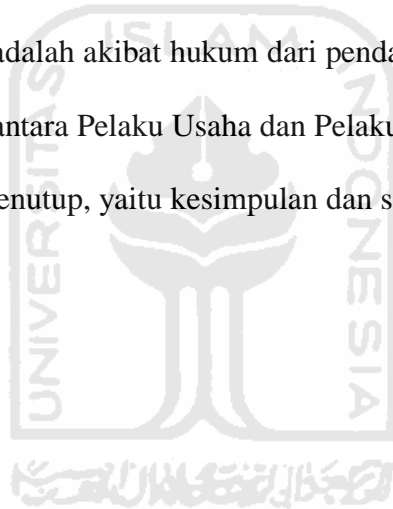 adalah akibat hukum dari penda
antara Pelaku Usaha dan Pelaku
enutup, yaitu kesimpulan dan s
ISLAM
UNIVERSITAS
INDONESIA